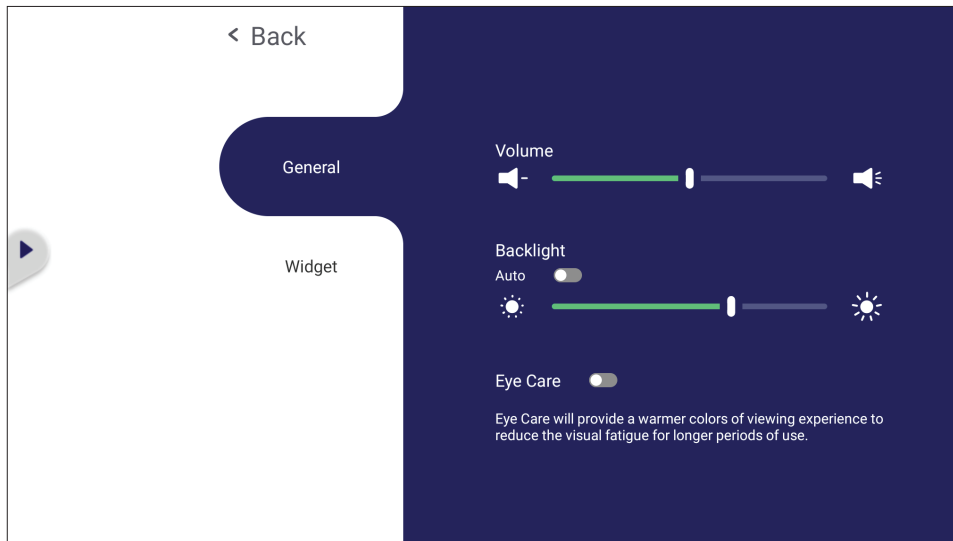 Back
General
Widget
Volume
Backlight
Auto
Eye Care
Eye Care will provide a warmer colors of viewing experience to
reduce the visual fatigue for longer periods of use.